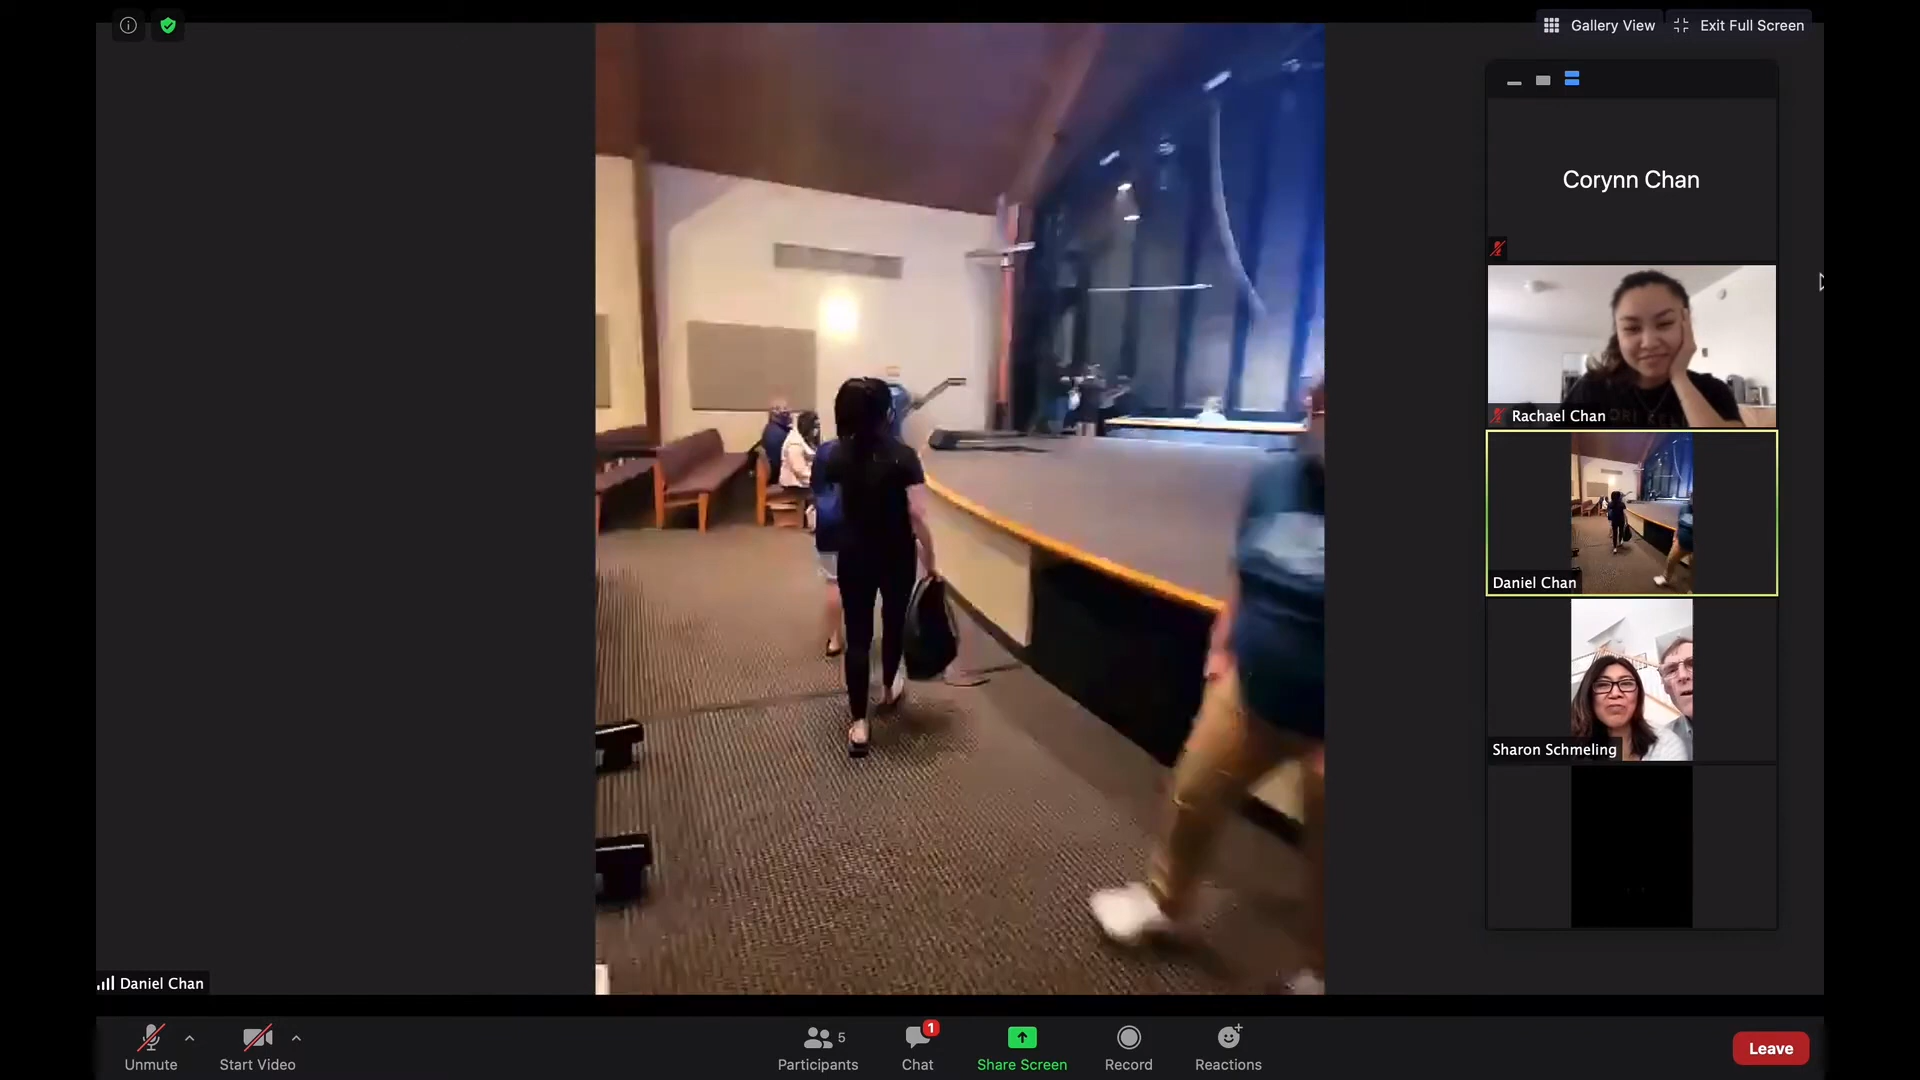 Gallery View
Exit Full Screen
Corynn Chan
Rachael Chan
Daniel Chan
Sharon Schmeling
Daniel Chan
Unmute
Start Video
5
Participants
1
Chat
Share Screen
Record
Reactions
Leave